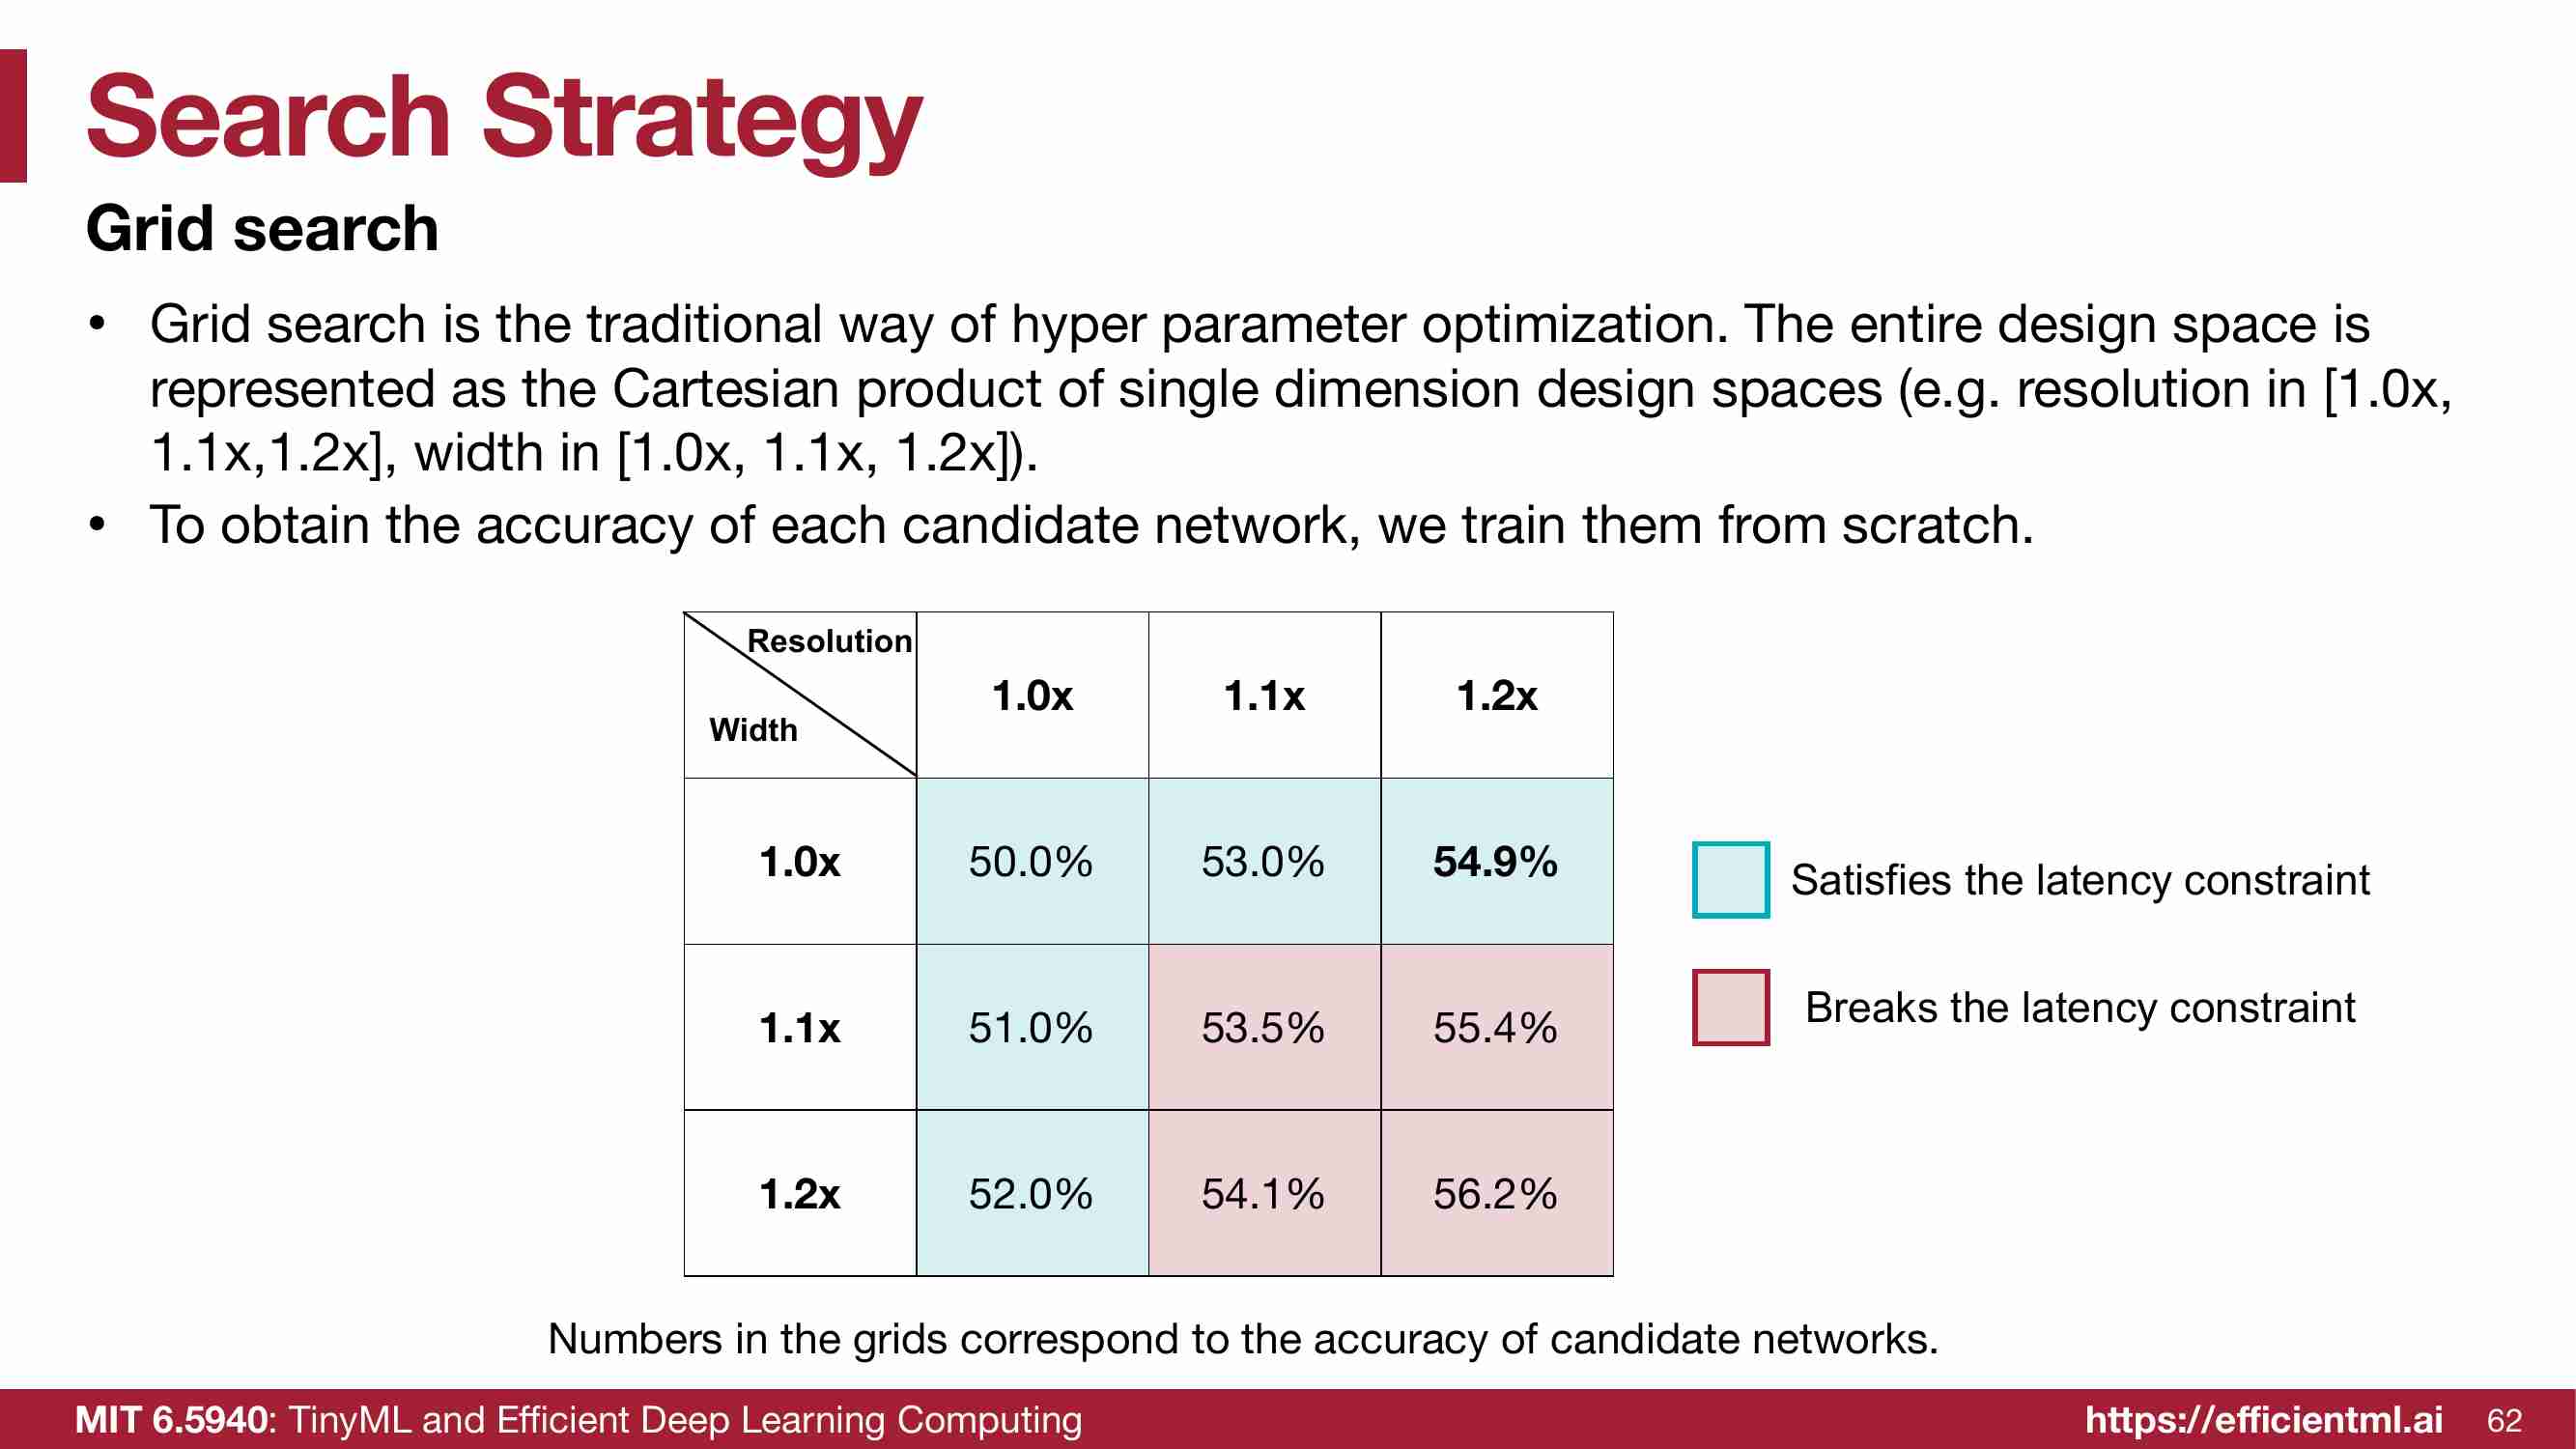 Search Strategy
Grid search
• Grid search is the traditional way of hyper parameter optimization. The entire design space is
represented as the Cartesian product of single dimension design spaces (e.g. resolution in [1.0x,
1.1x,1.2x], width in [1.0x, 1.1x, 1.2x]).
• To obtain the accuracy of each candidate network, we train them from scratch.
Resolution
Width
1.0x 1.1x 1.2x
1.0x 50.0% 53.0% 54.9%
1.1x 51.0% 53.5% 55.4%
1.2x 52.0% 54.1% 56.2%
Satisfies the latency constraint
Breaks the latency constraint
Numbers in the grids correspond to the accuracy of candidate networks.
MIT 6.5940: TinyML and Efficient Deep Learning Computing https://efficientml.ai 62